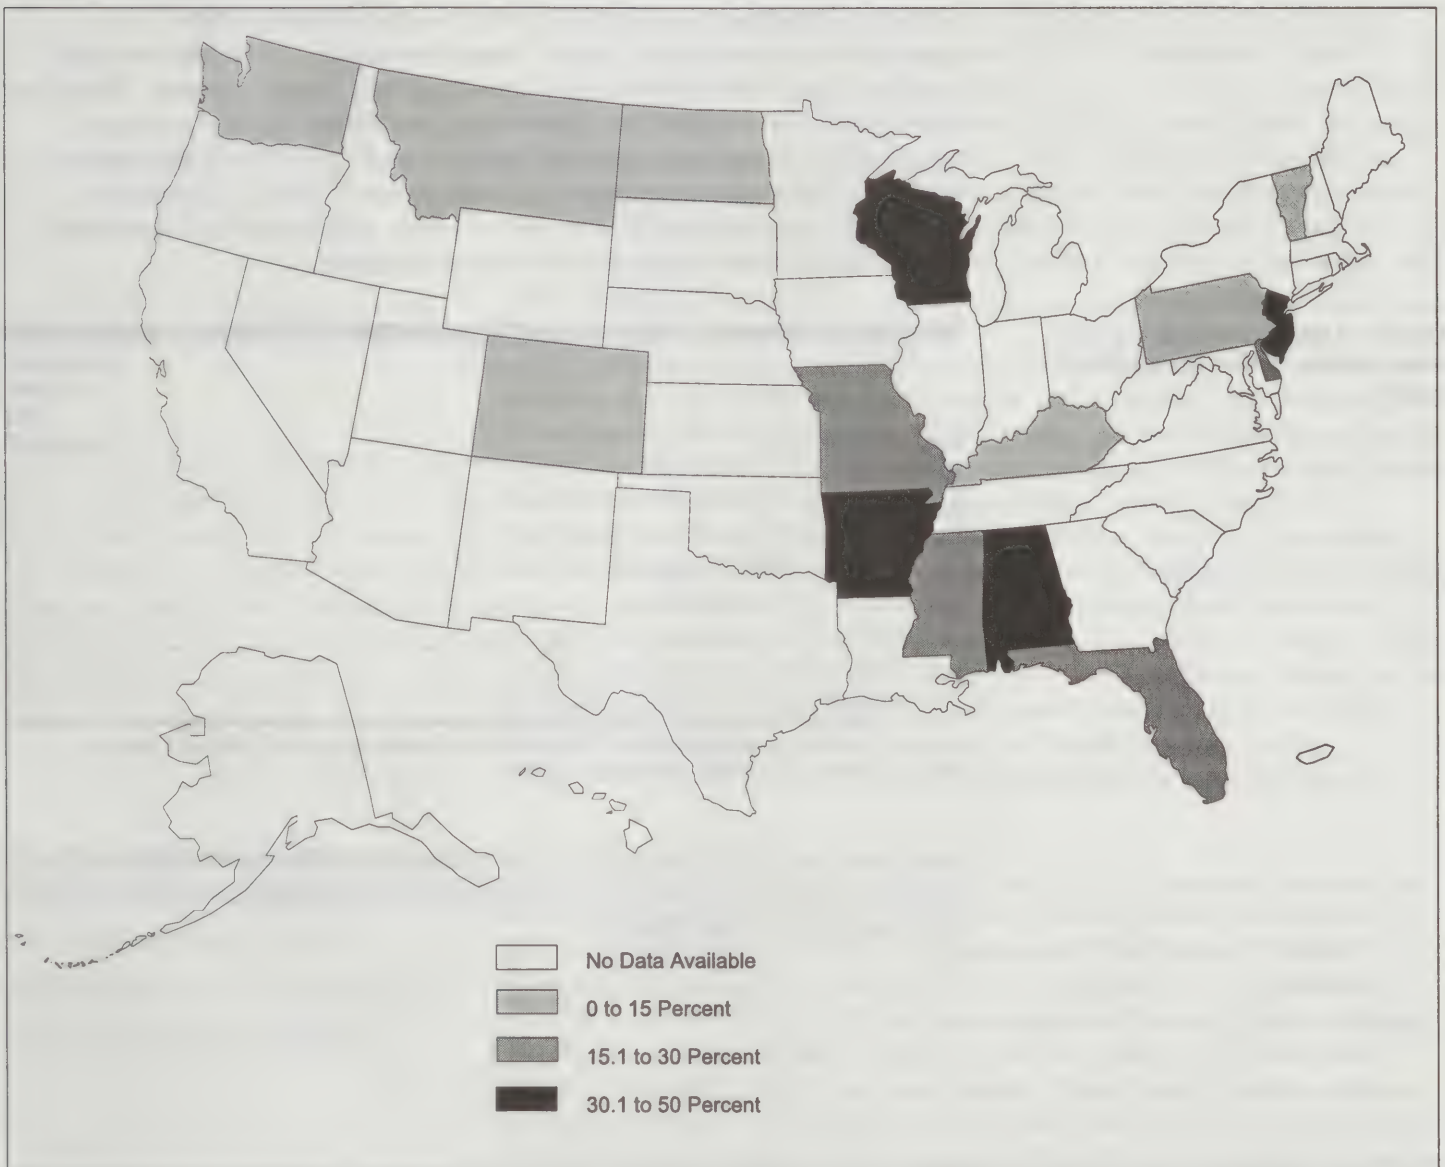 No Data Available
0 to 15 Percent
15.1 to 30 Percent
30.1 to 50 Percent